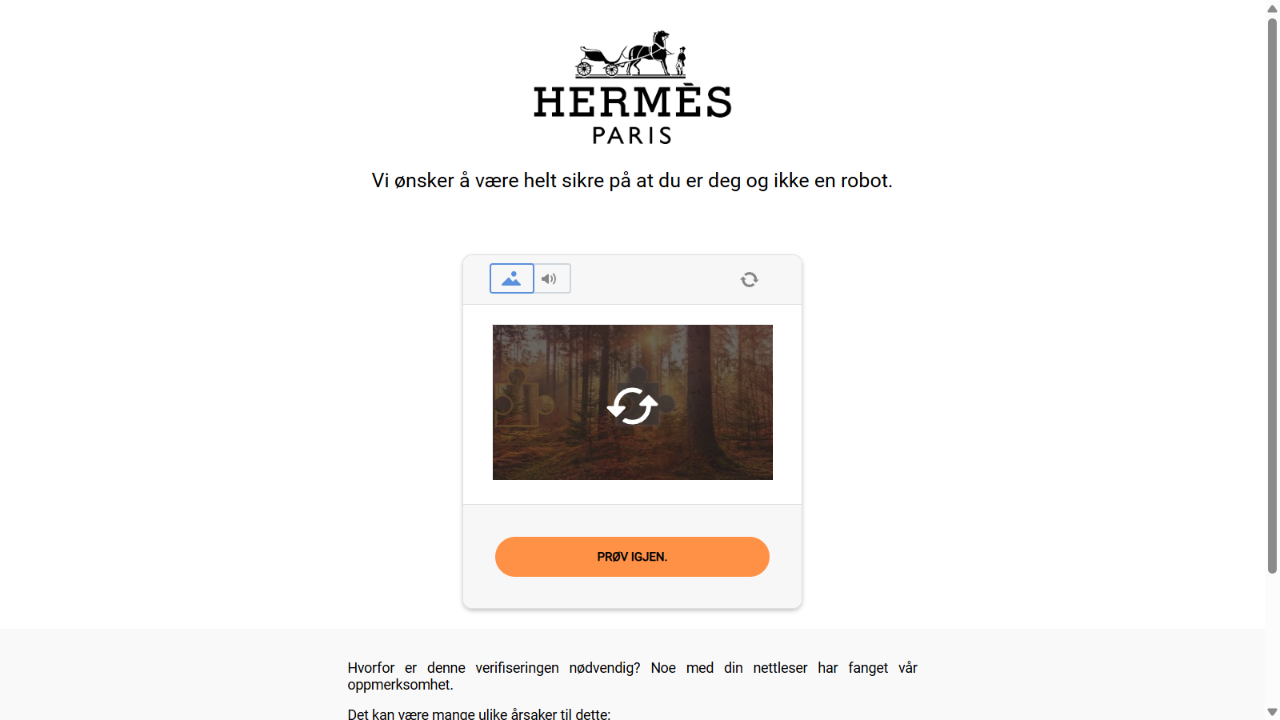 HERMÈS
PARIS
Vi ønsker å være helt sikre på at du er deg og ikke en robot.
PRØV IGJEN.
Hvorfor er denne verifiseringen nødvendig? Noe med din nettleser har fanget vår
oppmerksomhet.
Det kan være mange ulike årsaker til dette: